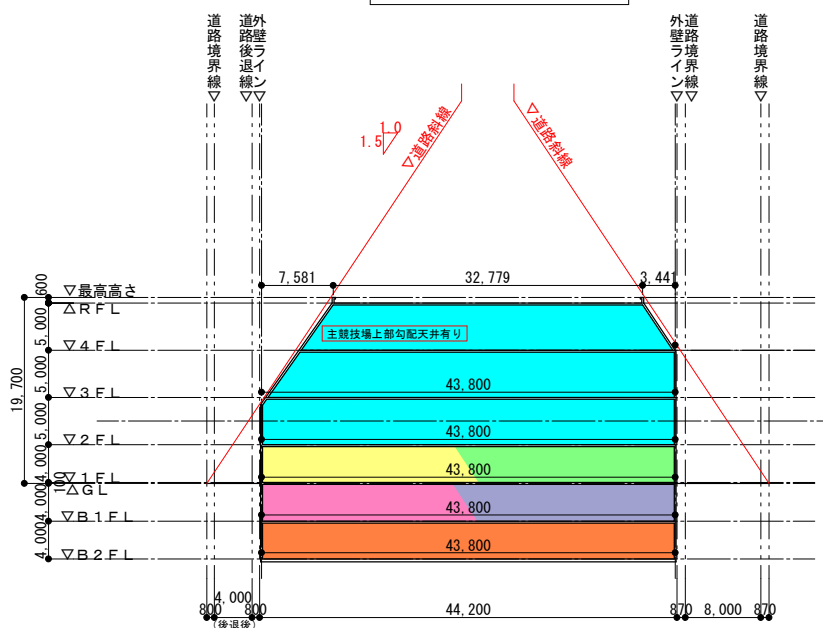 道路境界線▽
道路後退線▽
外壁ライン▽
外壁ライン▽
道路境界線▽
道路境界線▽
1.0
1.5
▽道路斜線
▽道路斜線
7,581
32,779
3,441
600
▽最高高さ
△RFL
5,000
主競技場上部勾配天井有り
▽4FL
5,000
19,700
43,800
▽3FL
5,000
43,800
▽2FL
4,000
43,800
▽1FL
100
△GL
4,000
43,800
▽B1FL
4,000
43,800
▽B2FL
800
4,000
(後退後)
800
44,200
870
8,000
870